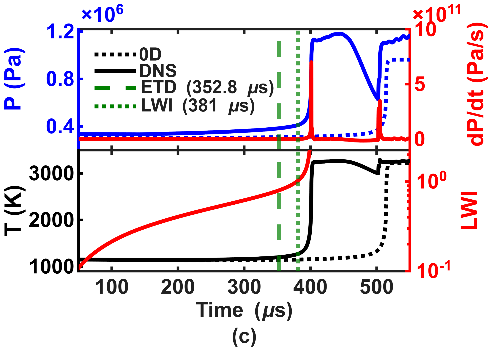 ×10⁶
×10¹¹
1.2
0.8
0.4
P (Pa)
0D
DNS
ETD (352.8 μs)
LWI (381 μs)
10
5
0
dP/dt (Pa/s)
3000
2000
1000
T (K)
10⁰
10⁻¹
LWI
100 200 300 400 500
Time (μs)
(c)